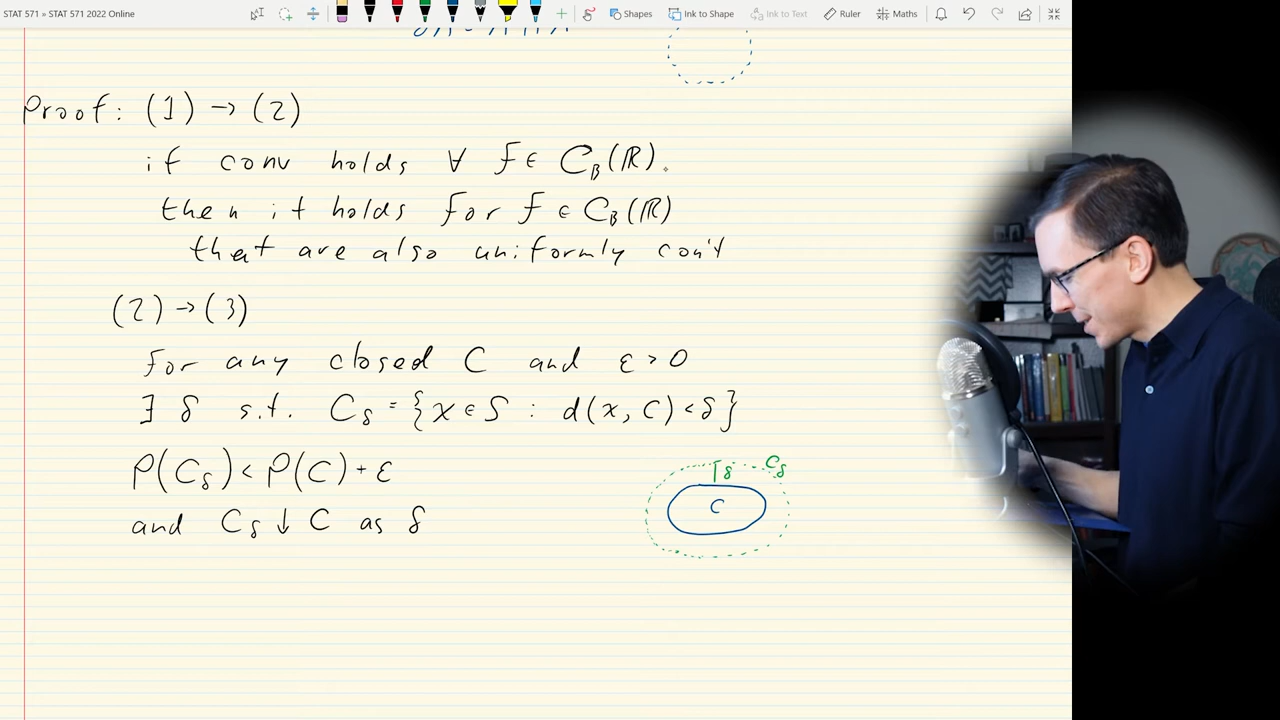 STAT 571 » STAT 571 2022 Online
Shapes
Ink to Shape
Ink to Text
Ruler
Maths
Proof: (1) → (2)
if conv holds ∀ f ∈ C_B(ℝ).
then it holds for f ∈ C_B(ℝ)
that are also uniformly con't
(2) → (3)
For any closed C and ε > 0
∃ δ s.t. C_δ = {x ∈ S : d(x, C) < δ}
P(C_δ) < P(C) + ε
and C_δ ↓ C as δ
δ C_δ
C